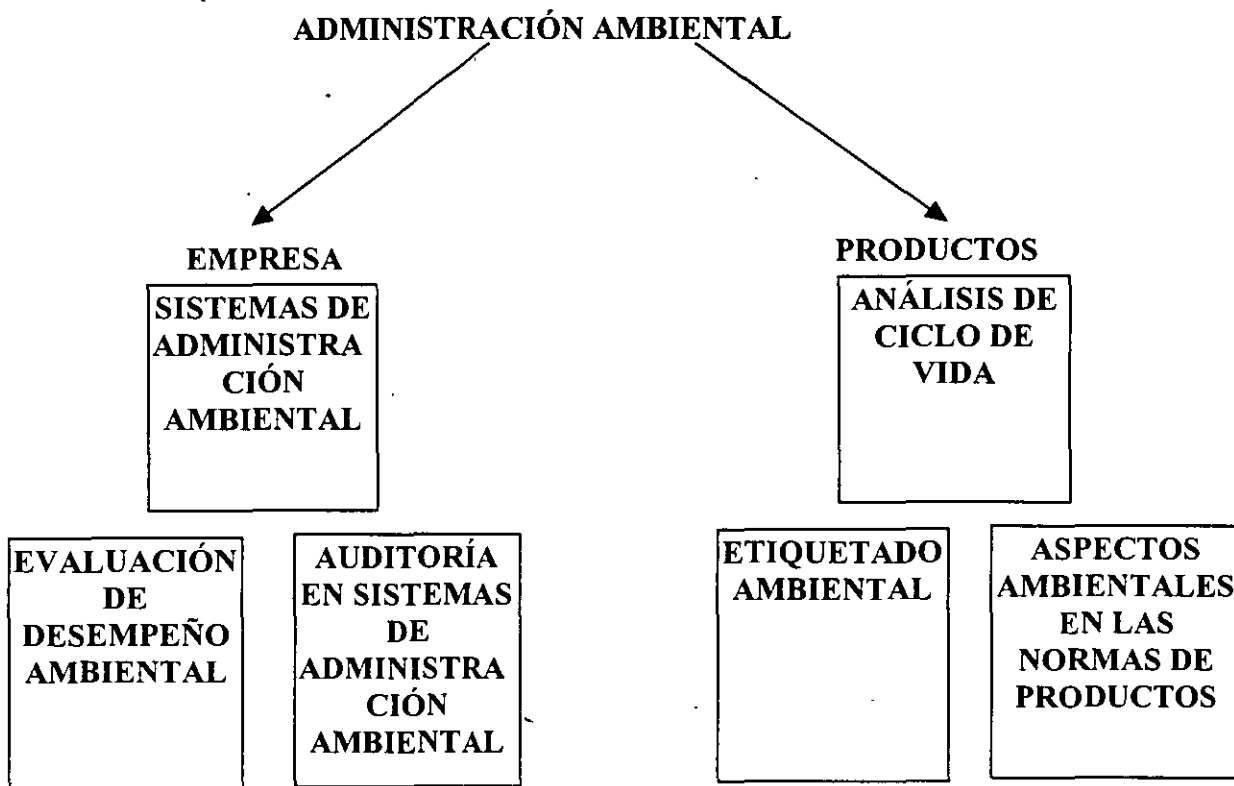 ADMINISTRACIÓN AMBIENTAL
EMPRESA
SISTEMAS DE
ADMINISTRA
CIÓN
AMBIENTAL
EVALUACIÓN
DE
DESEMPEÑO
AMBIENTAL
AUDITORÍA
EN SISTEMAS
DE
ADMINISTRA
CIÓN
AMBIENTAL
PRODUCTOS
ANÁLISIS DE
CICLO DE
VIDA
ETIQUETADO
AMBIENTAL
ASPECTOS
AMBIENTALES
EN LAS
NORMAS DE
PRODUCTOS